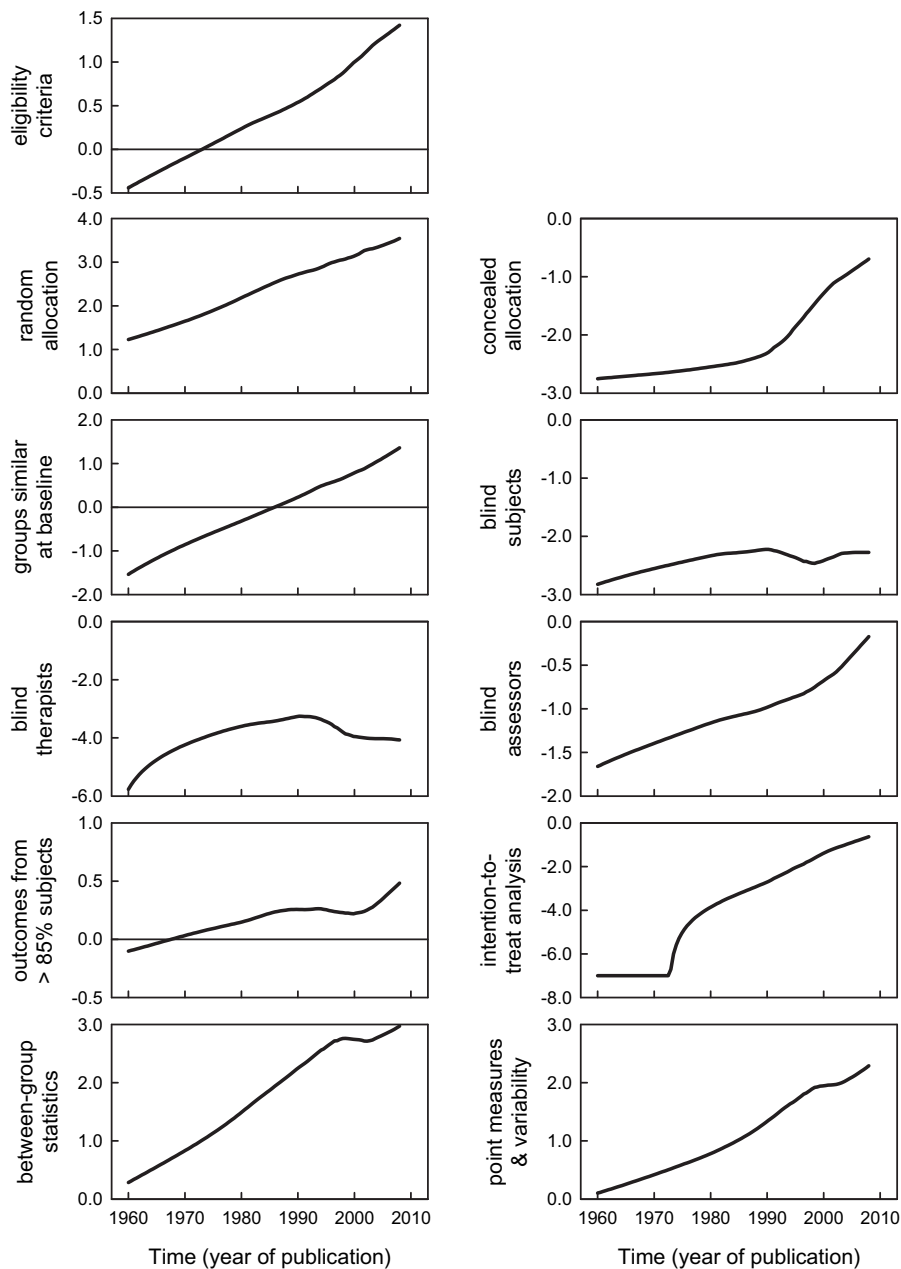 eligibility
criteria
1.5
1.0
0.5
0.0
-0.5
random
allocation
4.0
3.0
2.0
1.0
0.0
concealed
allocation
0.0
-1.0
-2.0
-3.0
groups similar
at baseline
2.0
1.0
0.0
-1.0
-2.0
blind
subjects
0.0
-1.0
-2.0
-3.0
blind
therapists
0.0
-2.0
-4.0
-6.0
blind
assessors
0.0
-0.5
-1.0
-1.5
-2.0
outcomes from
> 85% subjects
1.0
0.5
0.0
-0.5
intention-to-
treat analysis
0.0
-2.0
-4.0
-6.0
-8.0
between-group
statistics
3.0
2.0
1.0
0.0
1960 1970 1980 1990 2000 2010
Time (year of publication)
point measures
& variability
3.0
2.0
1.0
0.0
1960 1970 1980 1990 2000 2010
Time (year of publication)